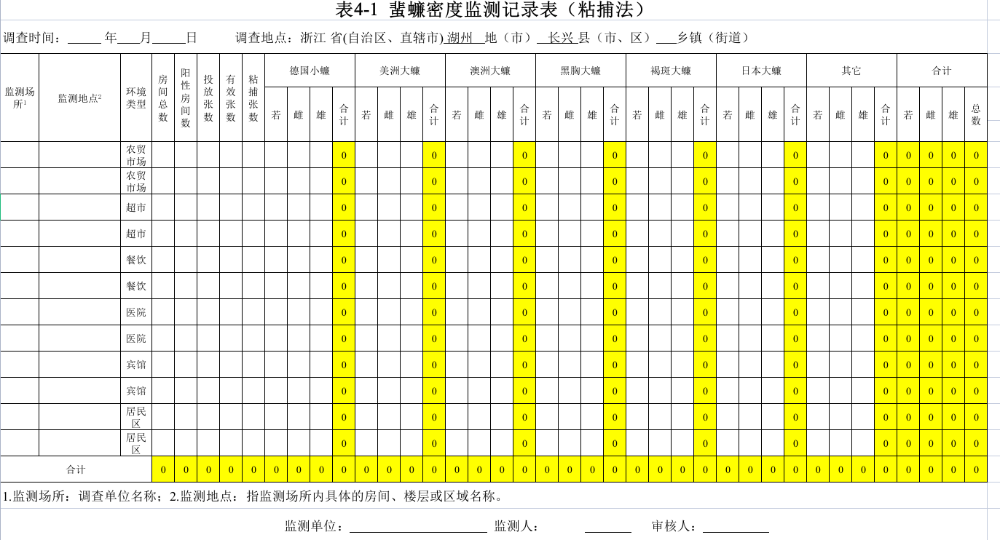 表4-1 蜚蠊密度监测记录表（粘捕法）
调查时间：_____ 年___月_____日 调查地点：浙江 省(自治区、直辖市) 湖州 地（市） 长兴 县（市、区）___乡镇（街道）
监测场所1 监测地点2 环境类型 房间总数 阳性房间数 投放张数 有效张数 粘捕张数 德国小蠊 美洲大蠊 澳洲大蠊 黑胸大蠊 褐斑大蠊 日本大蠊 其它 合计
若 雌 雄 合计 若 雌 雄 合计 若 雌 雄 合计 若 雌 雄 合计 若 雌 雄 合计 若 雌 雄 合计 若 雌 雄 合计 若 雌 雄 总数
农贸市场 0 0 0 0 0 0 0 0 0 0 0
农贸市场 0 0 0 0 0 0 0 0 0 0 0
超市 0 0 0 0 0 0 0 0 0 0 0
超市 0 0 0 0 0 0 0 0 0 0 0
餐饮 0 0 0 0 0 0 0 0 0 0 0
餐饮 0 0 0 0 0 0 0 0 0 0 0
医院 0 0 0 0 0 0 0 0 0 0 0
医院 0 0 0 0 0 0 0 0 0 0 0
宾馆 0 0 0 0 0 0 0 0 0 0 0
宾馆 0 0 0 0 0 0 0 0 0 0 0
居民区 0 0 0 0 0 0 0 0 0 0 0
居民区 0 0 0 0 0 0 0 0 0 0 0
合计 0 0 0 0 0 0 0 0 0 0 0 0 0 0 0 0 0 0 0 0 0 0 0 0 0 0 0 0 0 0 0 0 0 0 0 0 0
1.监测场所：调查单位名称；2.监测地点：指监测场所内具体的房间、楼层或区域名称。
监测单位： 监测人： 审核人：